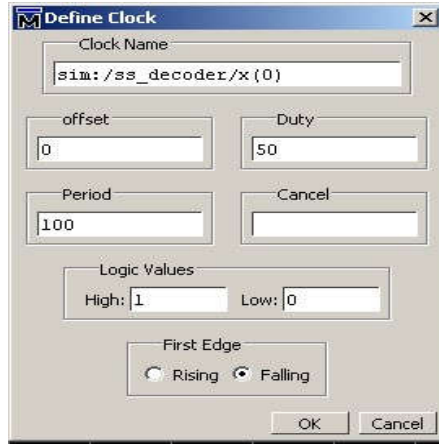 Define Clock
Clock Name
sim:/ss_decoder/x(0)
offset
Duty
0
50
Period
Cancel
100
Logic Values
High: 1 Low: 0
First Edge
Rising Falling
OK Cancel